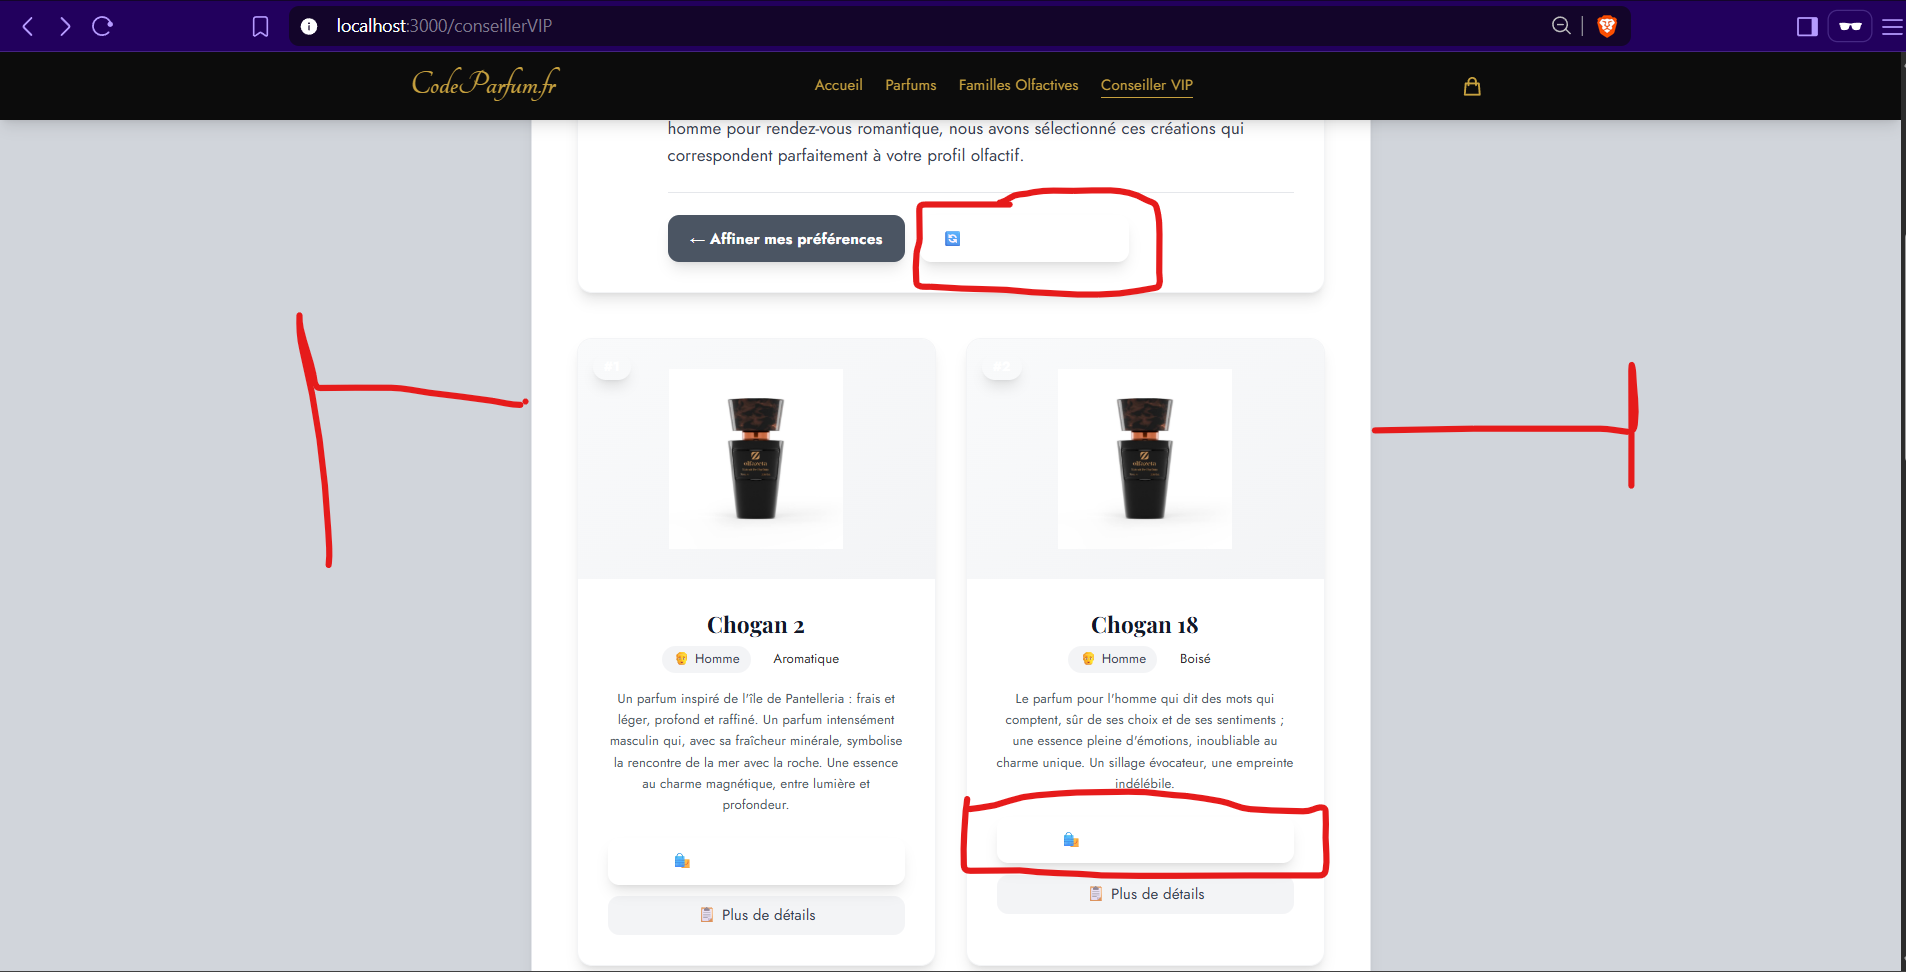 localhost:3000/conseillerVIP
CodeParfum.fr
Accueil
Parfums
Familles Olfactives
Conseiller VIP
homme pour rendez-vous romantique, nous avons sélectionné ces créations qui
correspondent parfaitement à votre profil olfactif.
← Affiner mes préférences
#1
#2
Chogan 2
Homme
Aromatique
Un parfum inspiré de l'île de Pantelleria : frais et
léger, profond et raffiné. Un parfum intensément
masculin qui, avec sa fraîcheur minérale, symbolise
la rencontre de la mer avec la roche. Une essence
au charme magnétique, entre lumière et
profondeur.
Plus de détails
Chogan 18
Homme
Boisé
Le parfum pour l'homme qui dit des mots qui
comptent, sûr de ses choix et de ses sentiments ;
une essence pleine d'émotions, inoubliable au
charme unique. Un sillage évocateur, une empreinte
indélébile.
Plus de détails